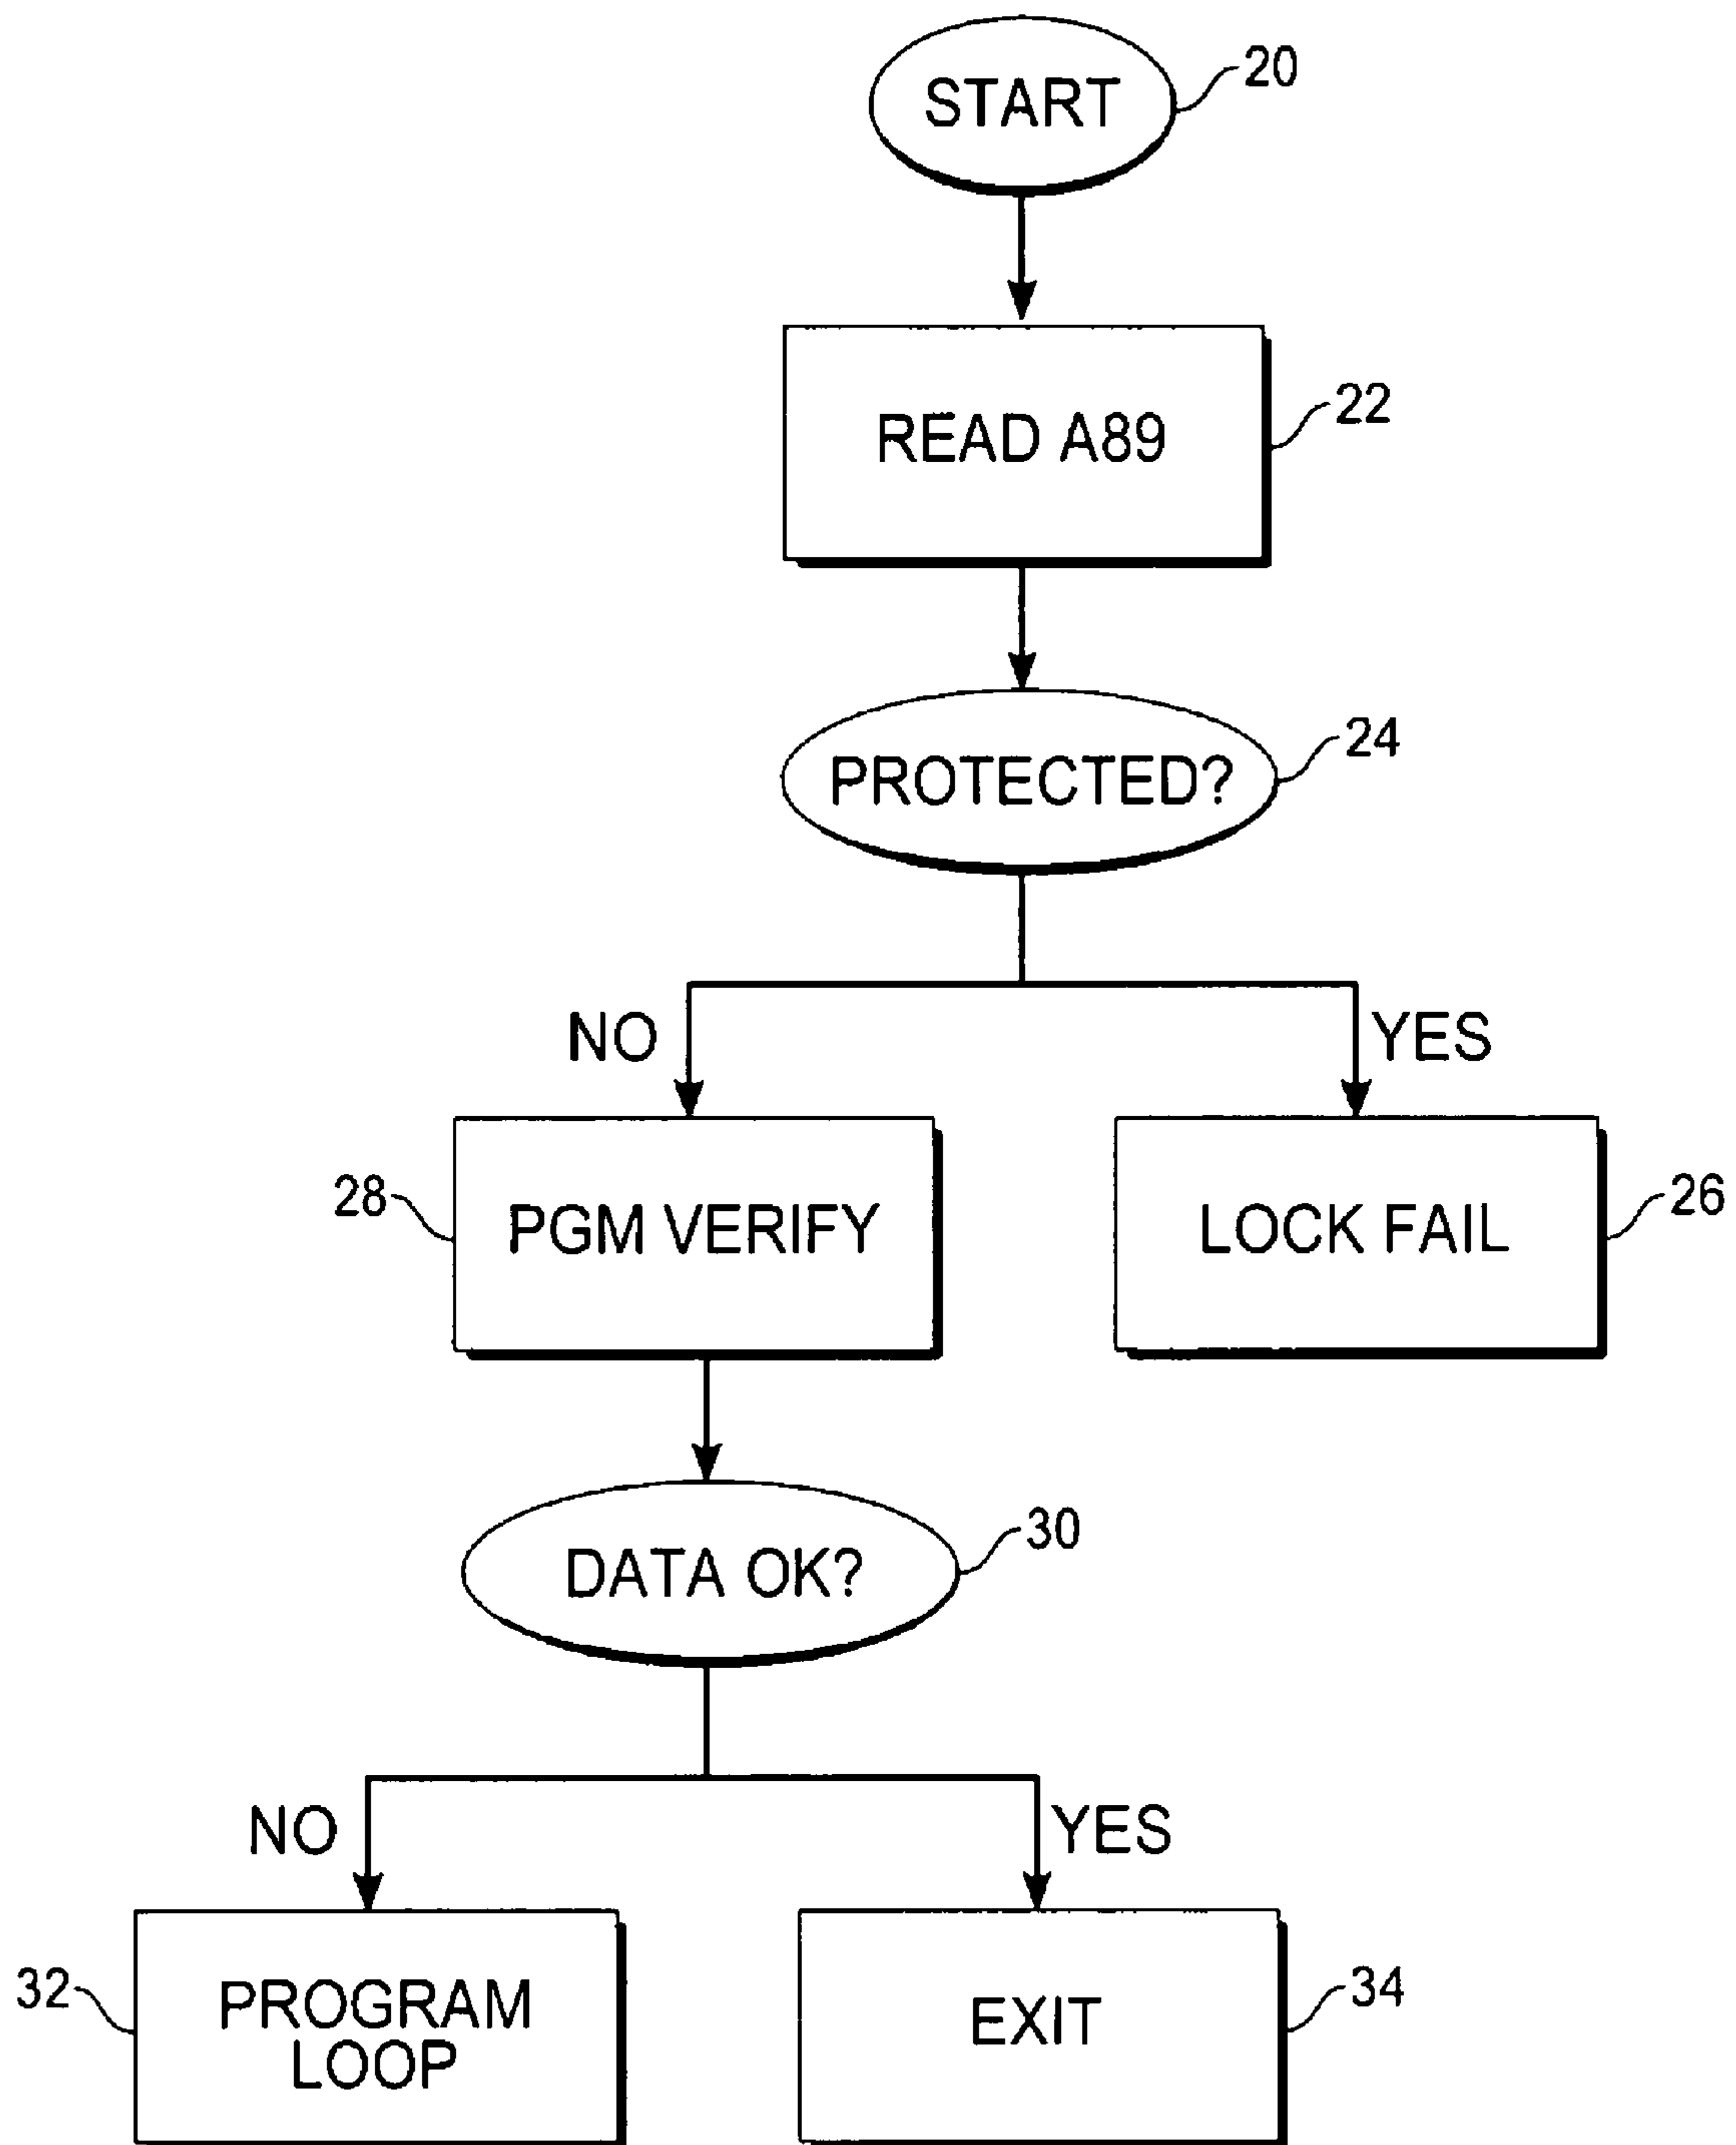 START
20
READ A89
22
PROTECTED?
24
NO
YES
28
PGM VERIFY
LOCK FAIL
26
DATA OK?
30
NO
YES
32
PROGRAM
LOOP
EXIT
34